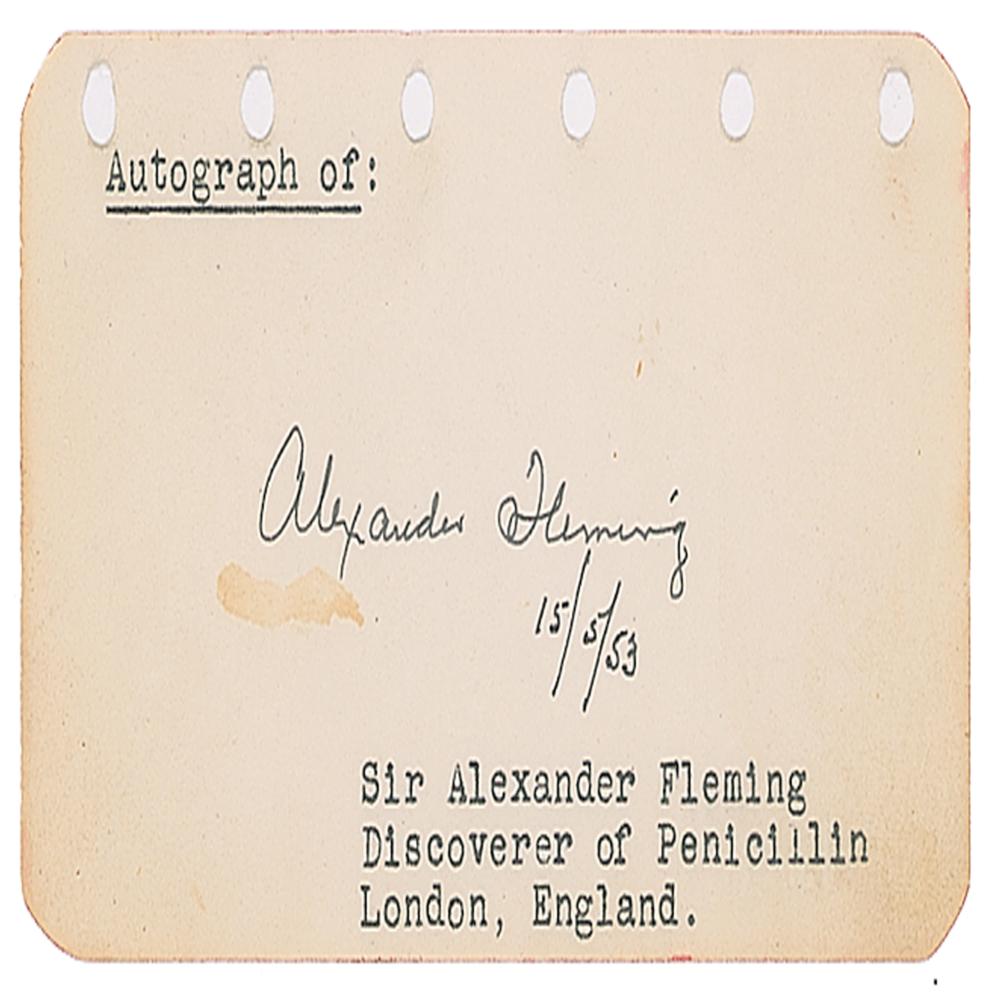 Autograph of:
Alexander Fleming
15/5/53
Sir Alexander Fleming
Discoverer of Penicillin
London, England.